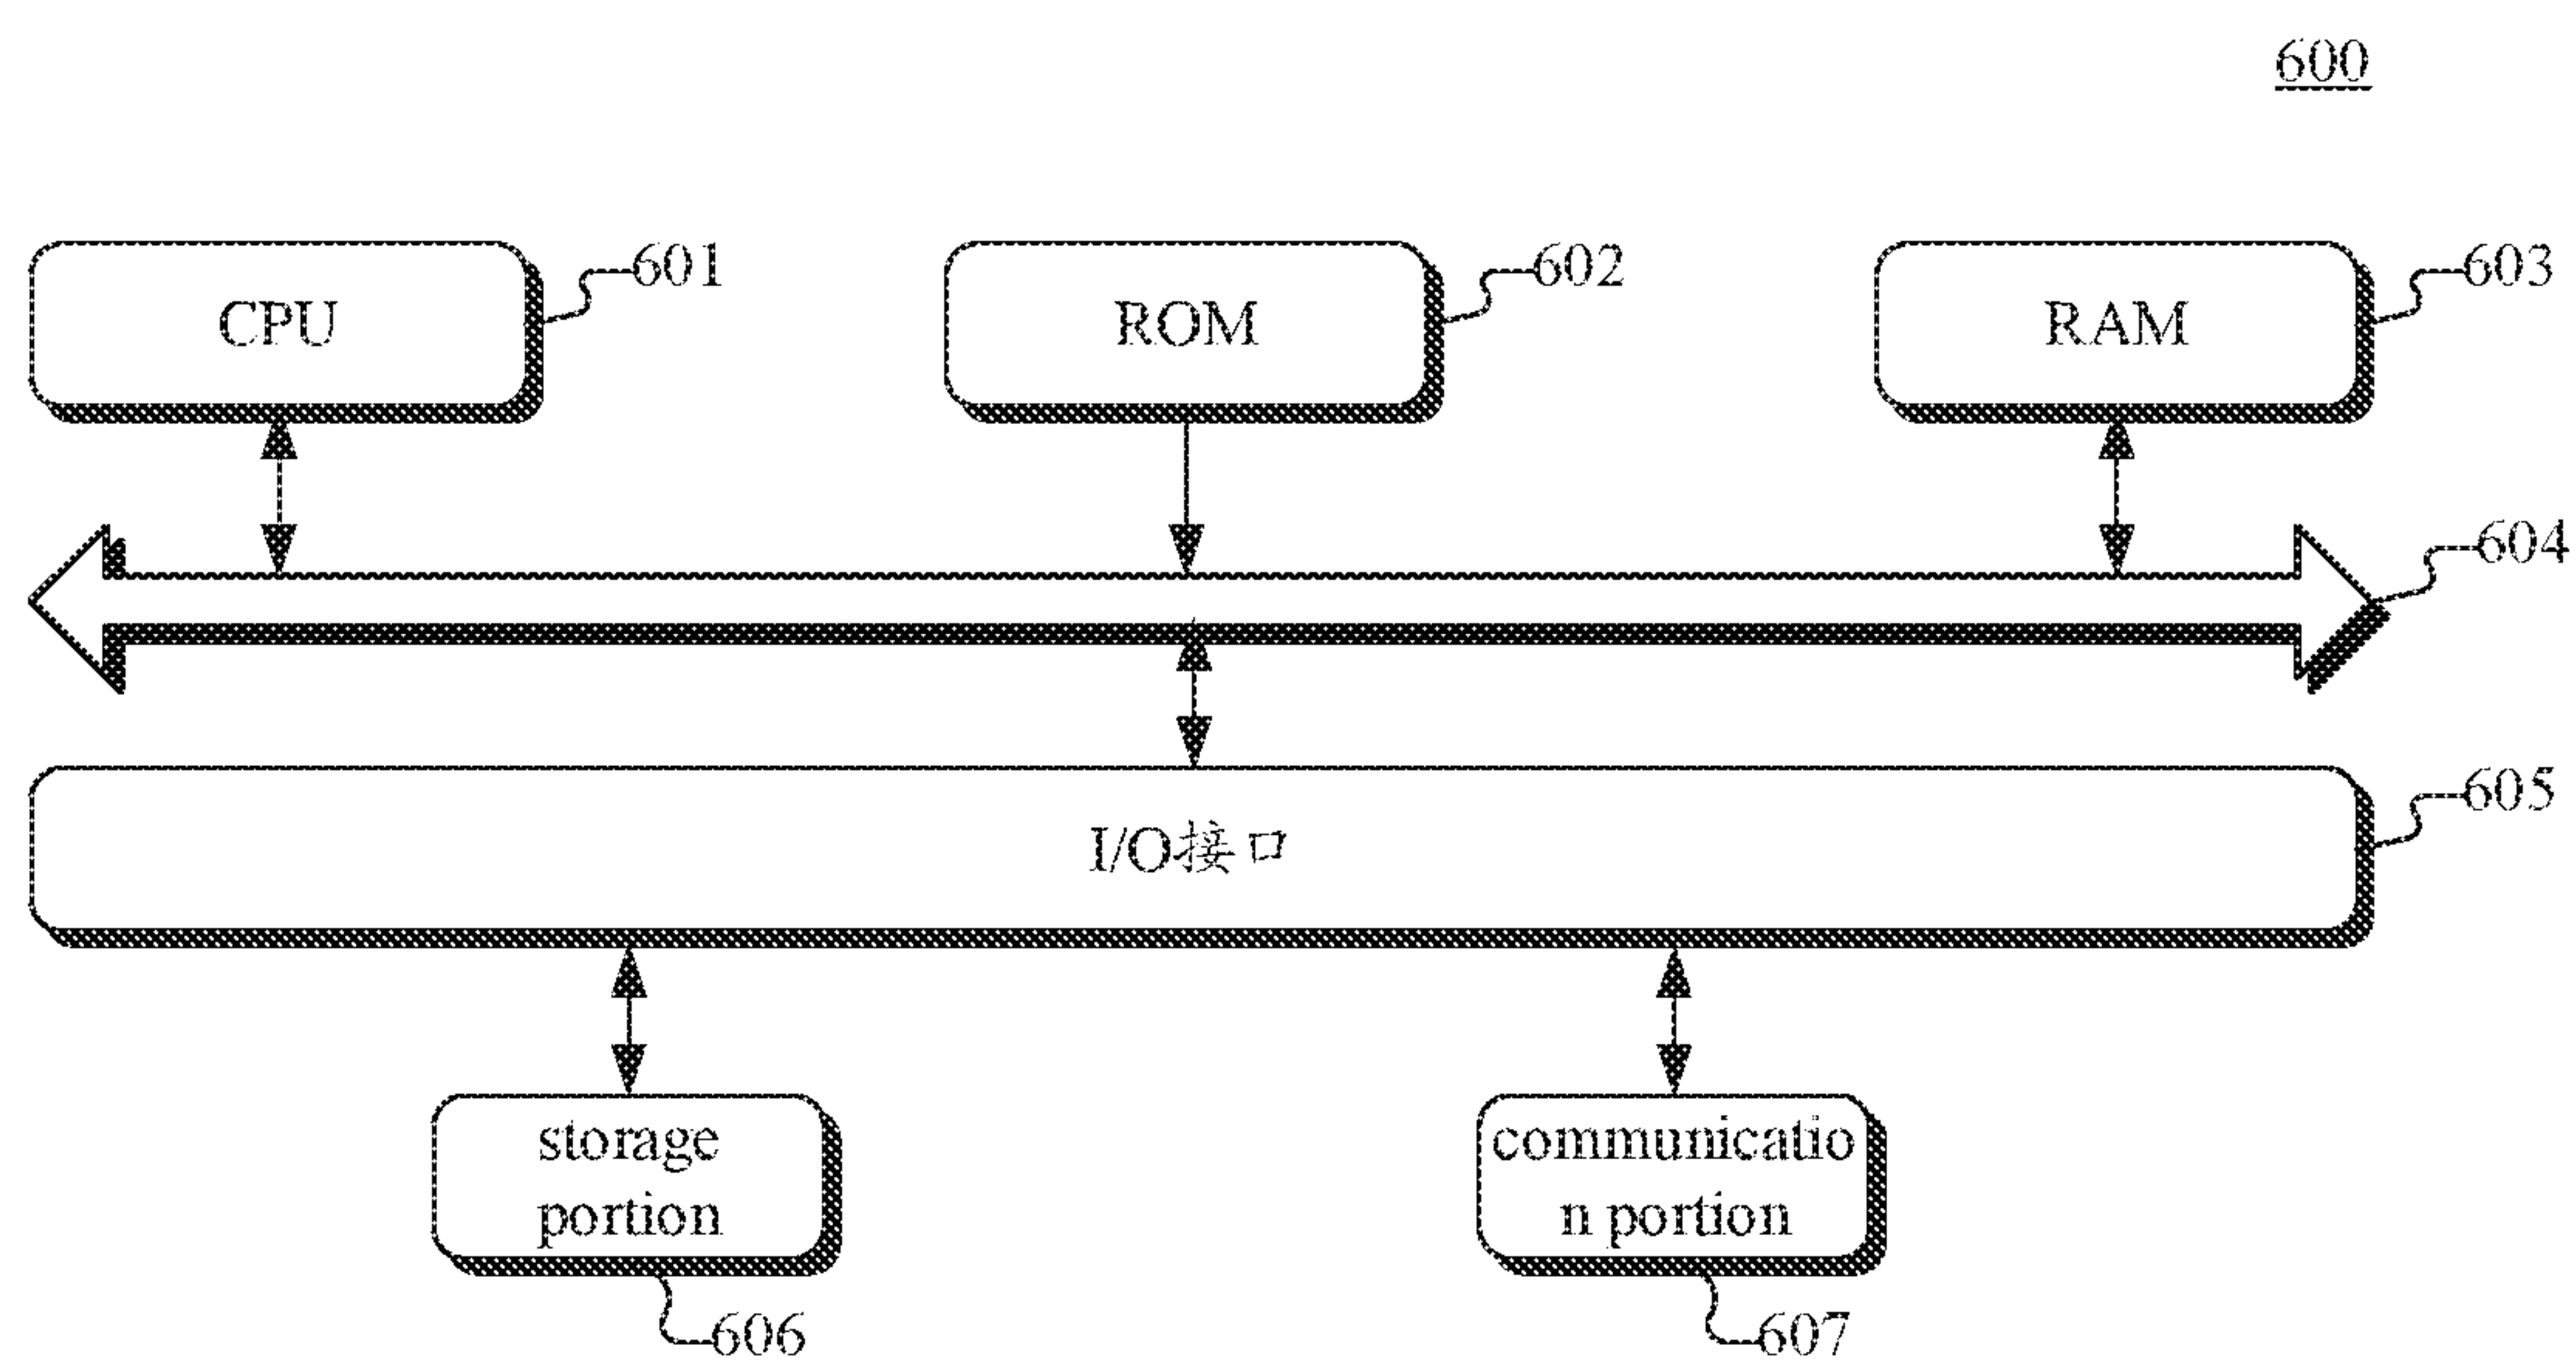 600
CPU
601
ROM
602
RAM
603
604
I/O接口
605
storage
portion
communicatio
n portion
606
607